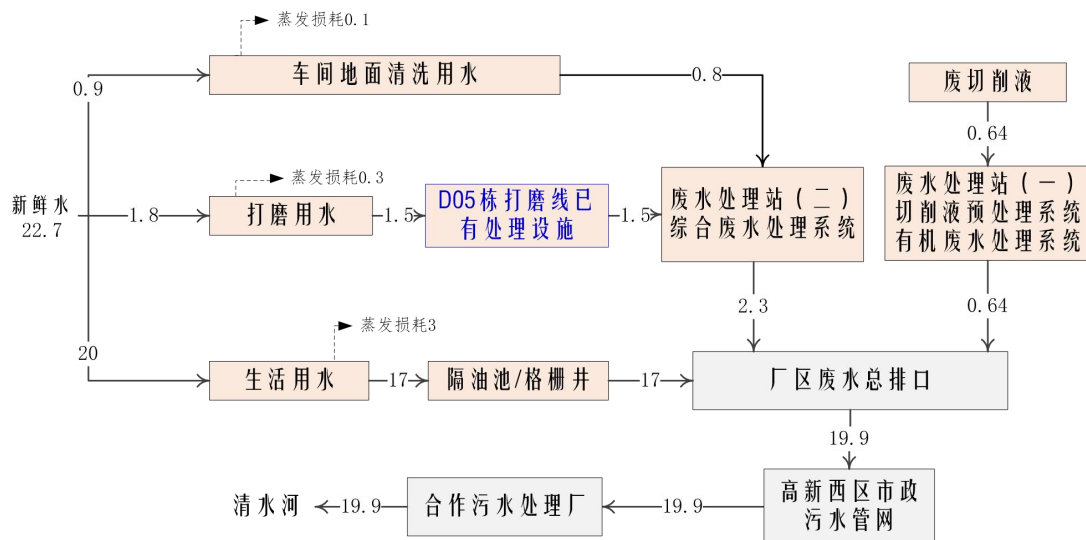 蒸发损耗0.1
车间地面清洗用水
0.9
0.8
废切削液
0.64
蒸发损耗0.3
新鲜水
22.7
1.8
打磨用水
1.5
D05栋打磨线已
有处理设施
1.5
废水处理站(二)
综合废水处理系统
废水处理站(一)
切削液预处理系统
有机废水处理系统
2.3
0.64
蒸发损耗3
20
生活用水
17
隔油池/格栅井
17
厂区废水总排口
19.9
清水河
19.9
合作污水处理厂
19.9
高新西区市政
污水管网